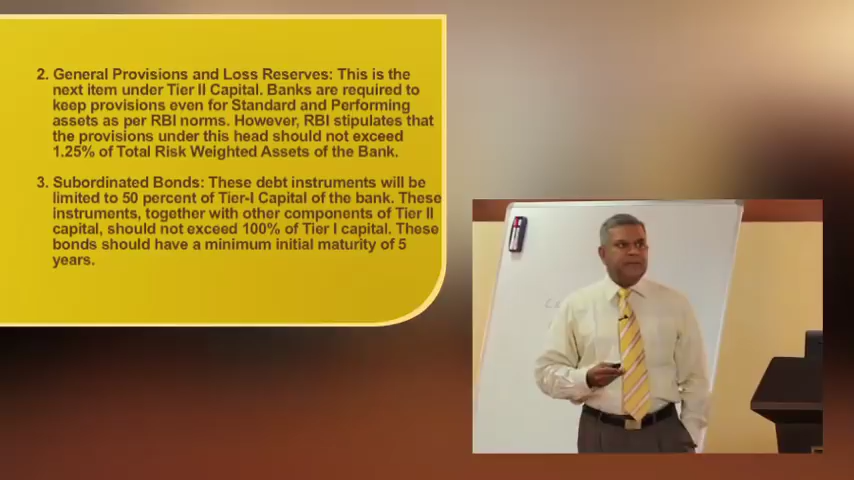 2. General Provisions and Loss Reserves: This is the
next item under Tier II Capital. Banks are required to
keep provisions even for Standard and Performing
assets as per RBI norms. However, RBI stipulates that
the provisions under this head should not exceed
1.25% of Total Risk Weighted Assets of the Bank.
3. Subordinated Bonds: These debt instruments will be
limited to 50 percent of Tier-I Capital of the bank. These
instruments, together with other components of Tier II
capital, should not exceed 100% of Tier I capital. These
bonds should have a minimum initial maturity of 5
years.